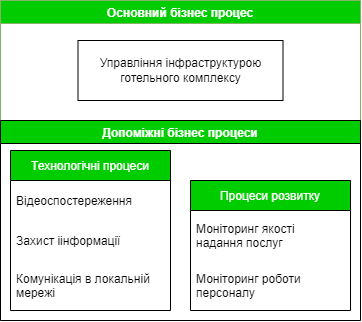 Основний бізнес процес
Управління інфраструктурою
готельного комплексу
Допоміжні бізнес процеси
Технологічні процеси
Відеоспостереження
Захист іінформації
Комунікація в локальній
мережі
Процеси розвитку
Моніторинг якості
надання послуг
Моніторинг роботи
персоналу